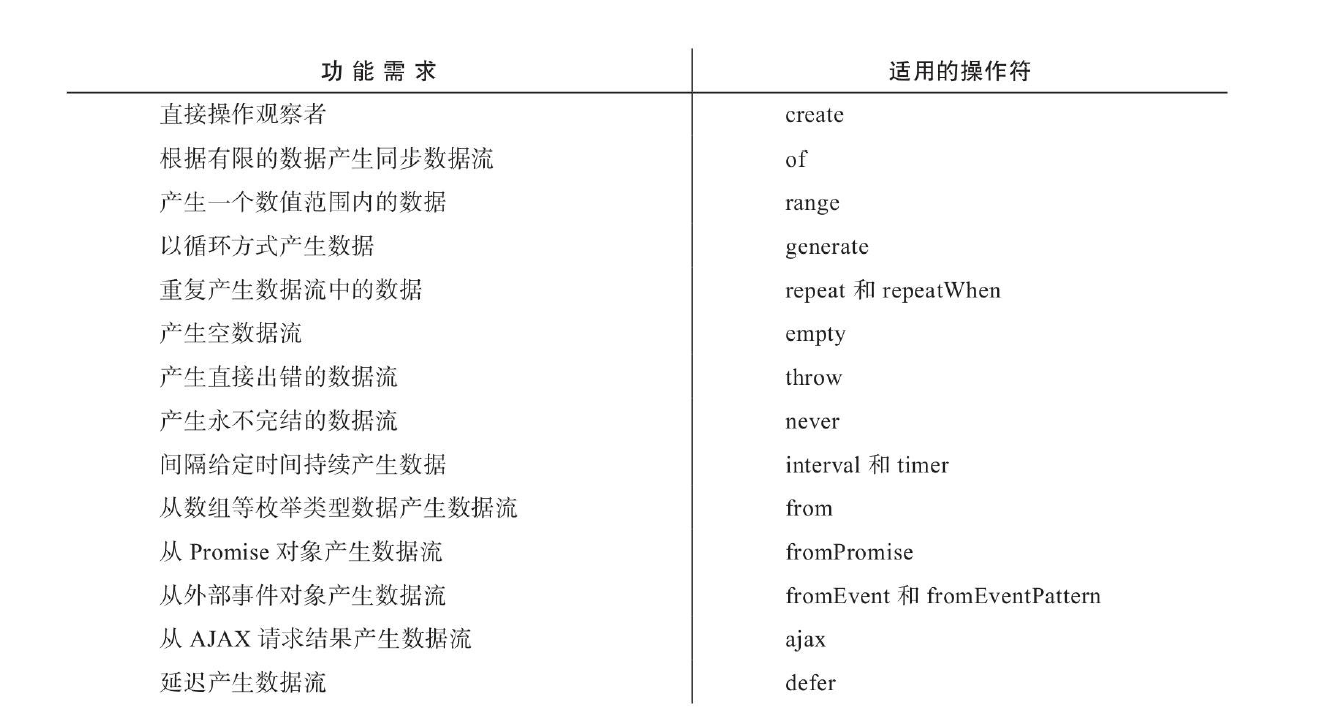 功能需求 适用的操作符
直接操作观察者 create
根据有限的数据产生同步数据流 of
产生一个数值范围内的数据 range
以循环方式产生数据 generate
重复产生数据流中的数据 repeat 和 repeatWhen
产生空数据流 empty
产生直接出错的数据流 throw
产生永不完结的数据流 never
间隔给定时间持续产生数据 interval 和 timer
从数组等枚举类型数据产生数据流 from
从 Promise 对象产生数据流 fromPromise
从外部事件对象产生数据流 fromEvent 和 fromEventPattern
从 AJAX 请求结果产生数据流 ajax
延迟产生数据流 defer